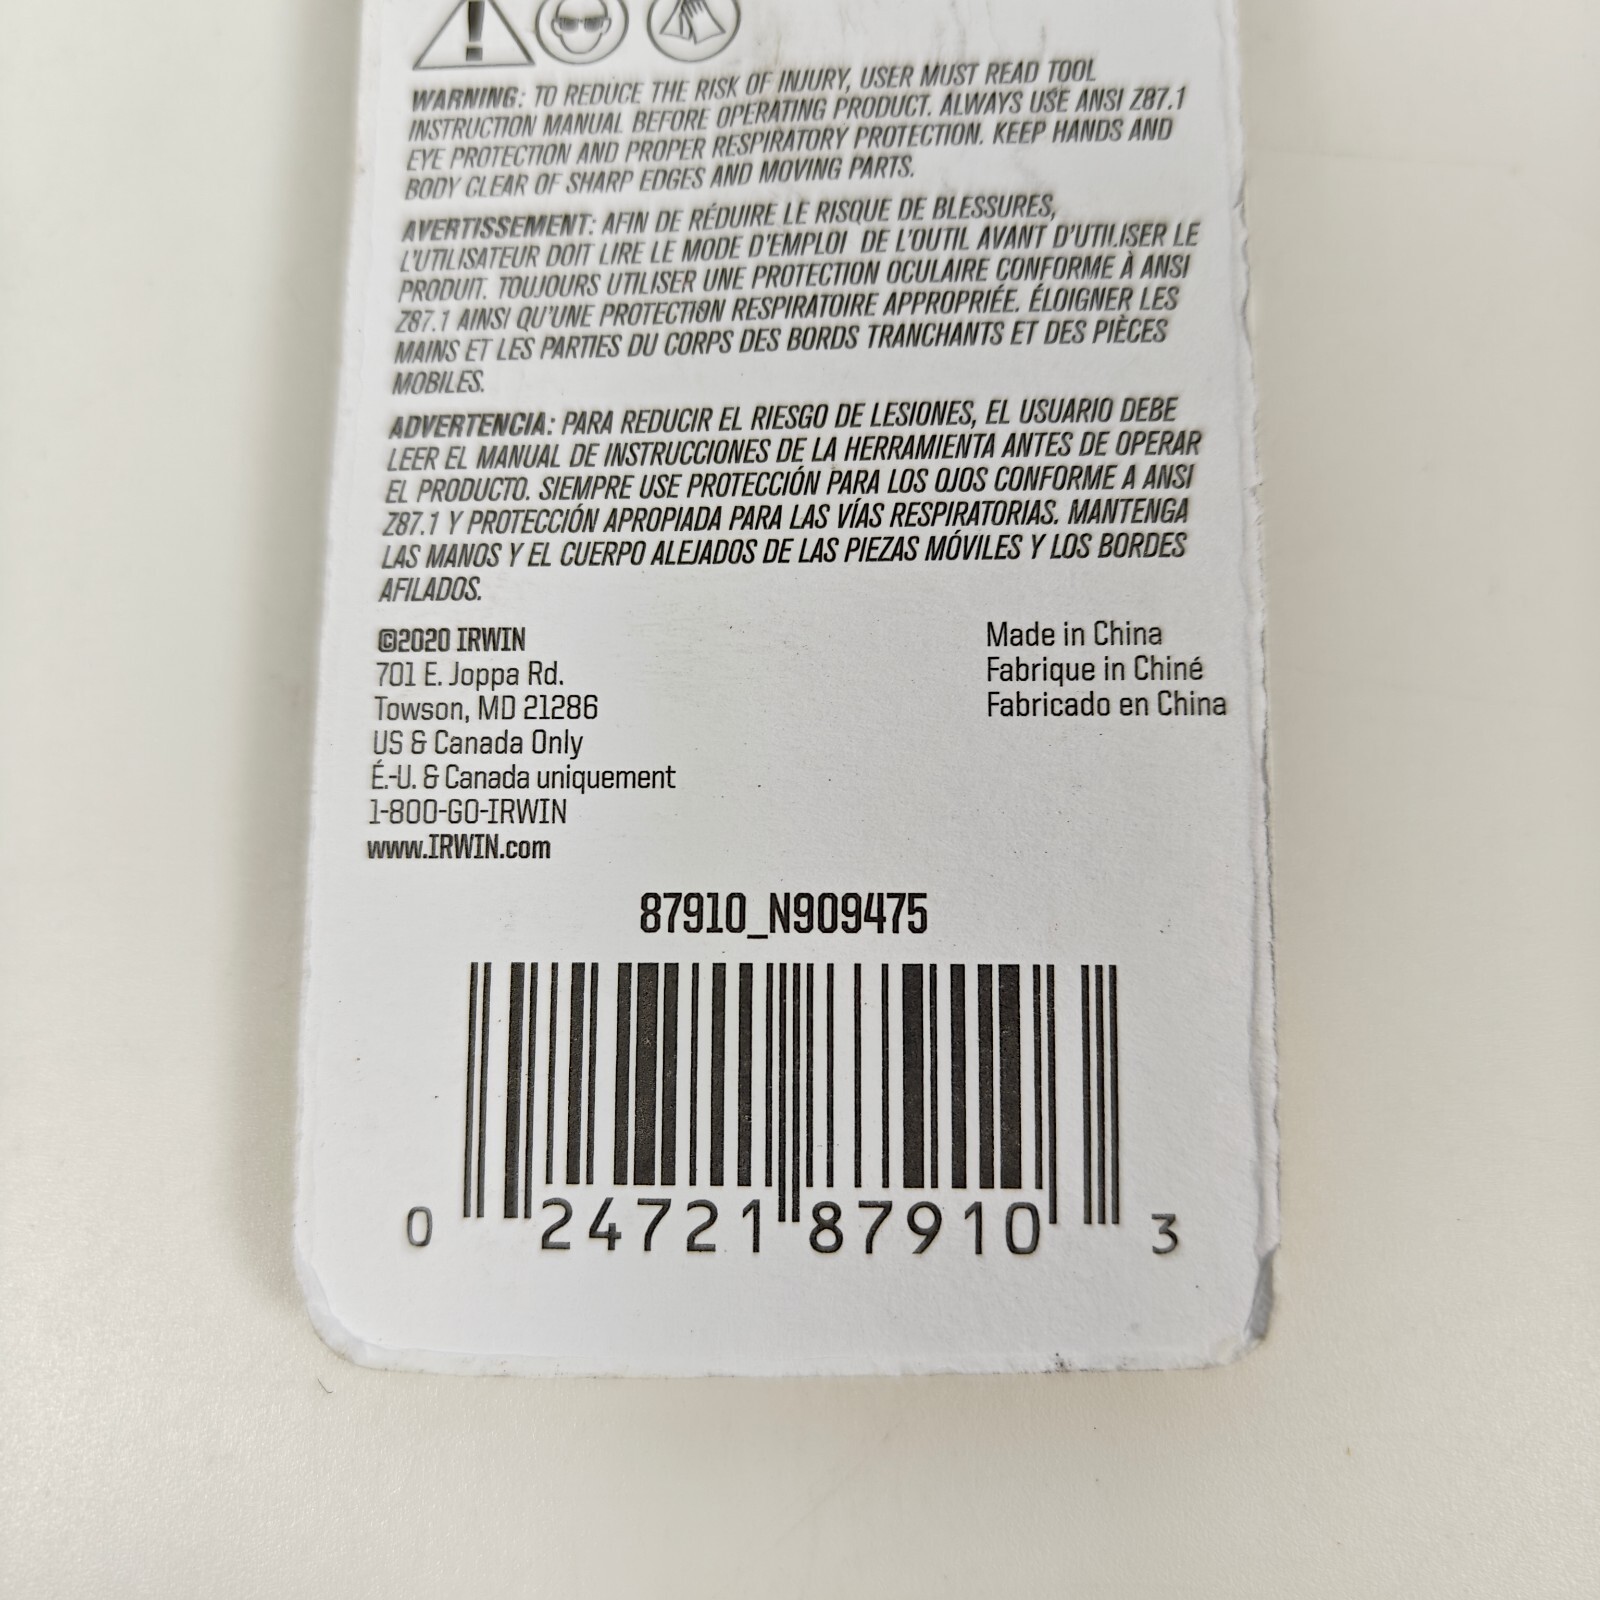 WARNING: TO REDUCE THE RISK OF INJURY, USER MUST READ TOOL
INSTRUCTION MANUAL BEFORE OPERATING PRODUCT. ALWAYS USE ANSI Z87.1
EYE PROTECTION AND PROPER RESPIRATORY PROTECTION. KEEP HANDS AND
BODY CLEAR OF SHARP EDGES AND MOVING PARTS.
AVERTISSEMENT: AFIN DE RÉDUIRE LE RISQUE DE BLESSURES,
L'UTILISATEUR DOIT LIRE LE MODE D'EMPLOI DE L'OUTIL AVANT D'UTILISER LE
PRODUIT. TOUJOURS UTILISER UNE PROTECTION OCULAIRE CONFORME À ANSI
Z87.1 AINSI QU'UNE PROTECTION RESPIRATOIRE APPROPRIÉE. ÉLOIGNER LES
MAINS ET LES PARTIES DU CORPS DES BORDS TRANCHANTS ET DES PIÈCES
MOBILES.
ADVERTENCIA: PARA REDUCIR EL RIESGO DE LESIONES, EL USUARIO DEBE
LEER EL MANUAL DE INSTRUCCIONES DE LA HERRAMIENTA ANTES DE OPERAR
EL PRODUCTO. SIEMPRE USE PROTECCIÓN PARA LOS OJOS CONFORME A ANSI
Z87.1 Y PROTECCIÓN APROPIADA PARA LAS VÍAS RESPIRATORIAS. MANTENGA
LAS MANOS Y EL CUERPO ALEJADOS DE LAS PIEZAS MÓVILES Y LOS BORDES
AFILADOS.
©2020 IRWIN
701 E. Joppa Rd.
Towson, MD 21286
US & Canada Only
É.-U. & Canada uniquement
1-800-GO-IRWIN
www.IRWIN.com
Made in China
Fabrique in Chiné
Fabricado en China
87910_N909475
0 24721 87910 3